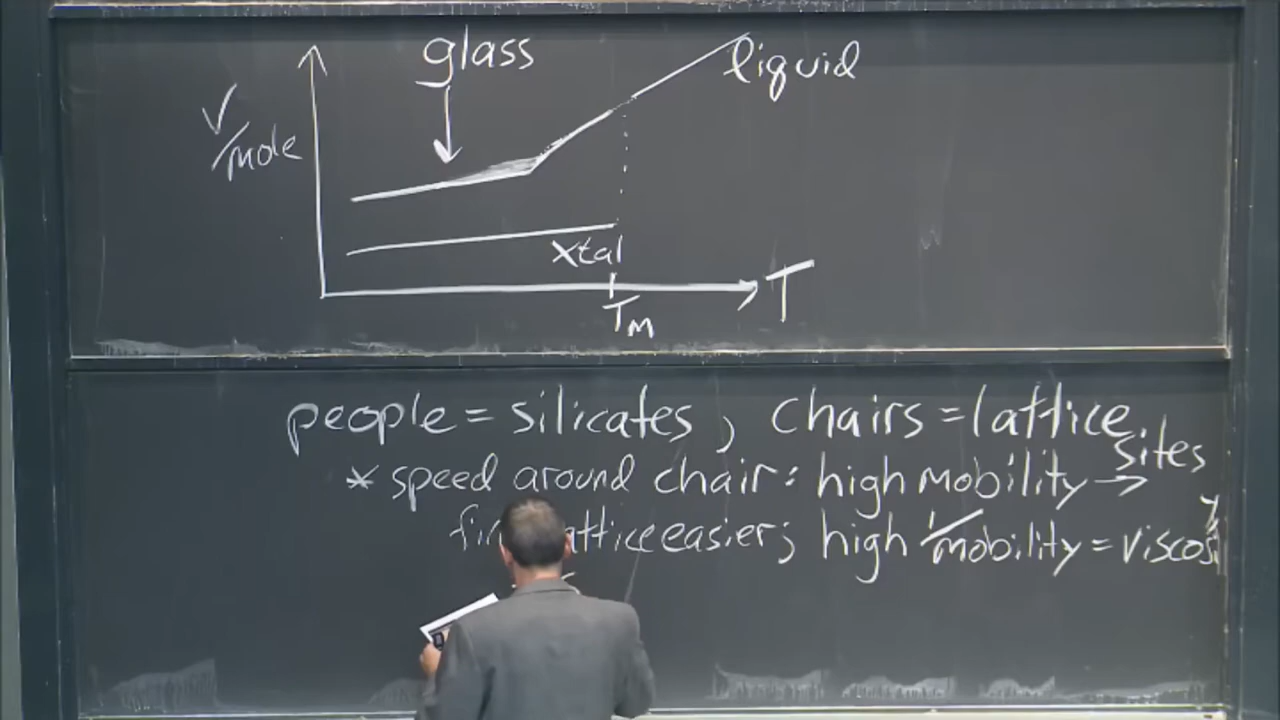 glass
liquid
V/mole
xtal
T
TM
people = silicates, chairs = lattice sites
* speed around chair: high mobility →
lattice easier; high 1/mobility =